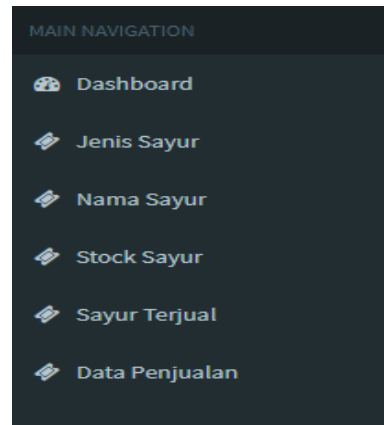 MAIN NAVIGATION
Dashboard
Jenis Sayur
Nama Sayur
Stock Sayur
Sayur Terjual
Data Penjualan